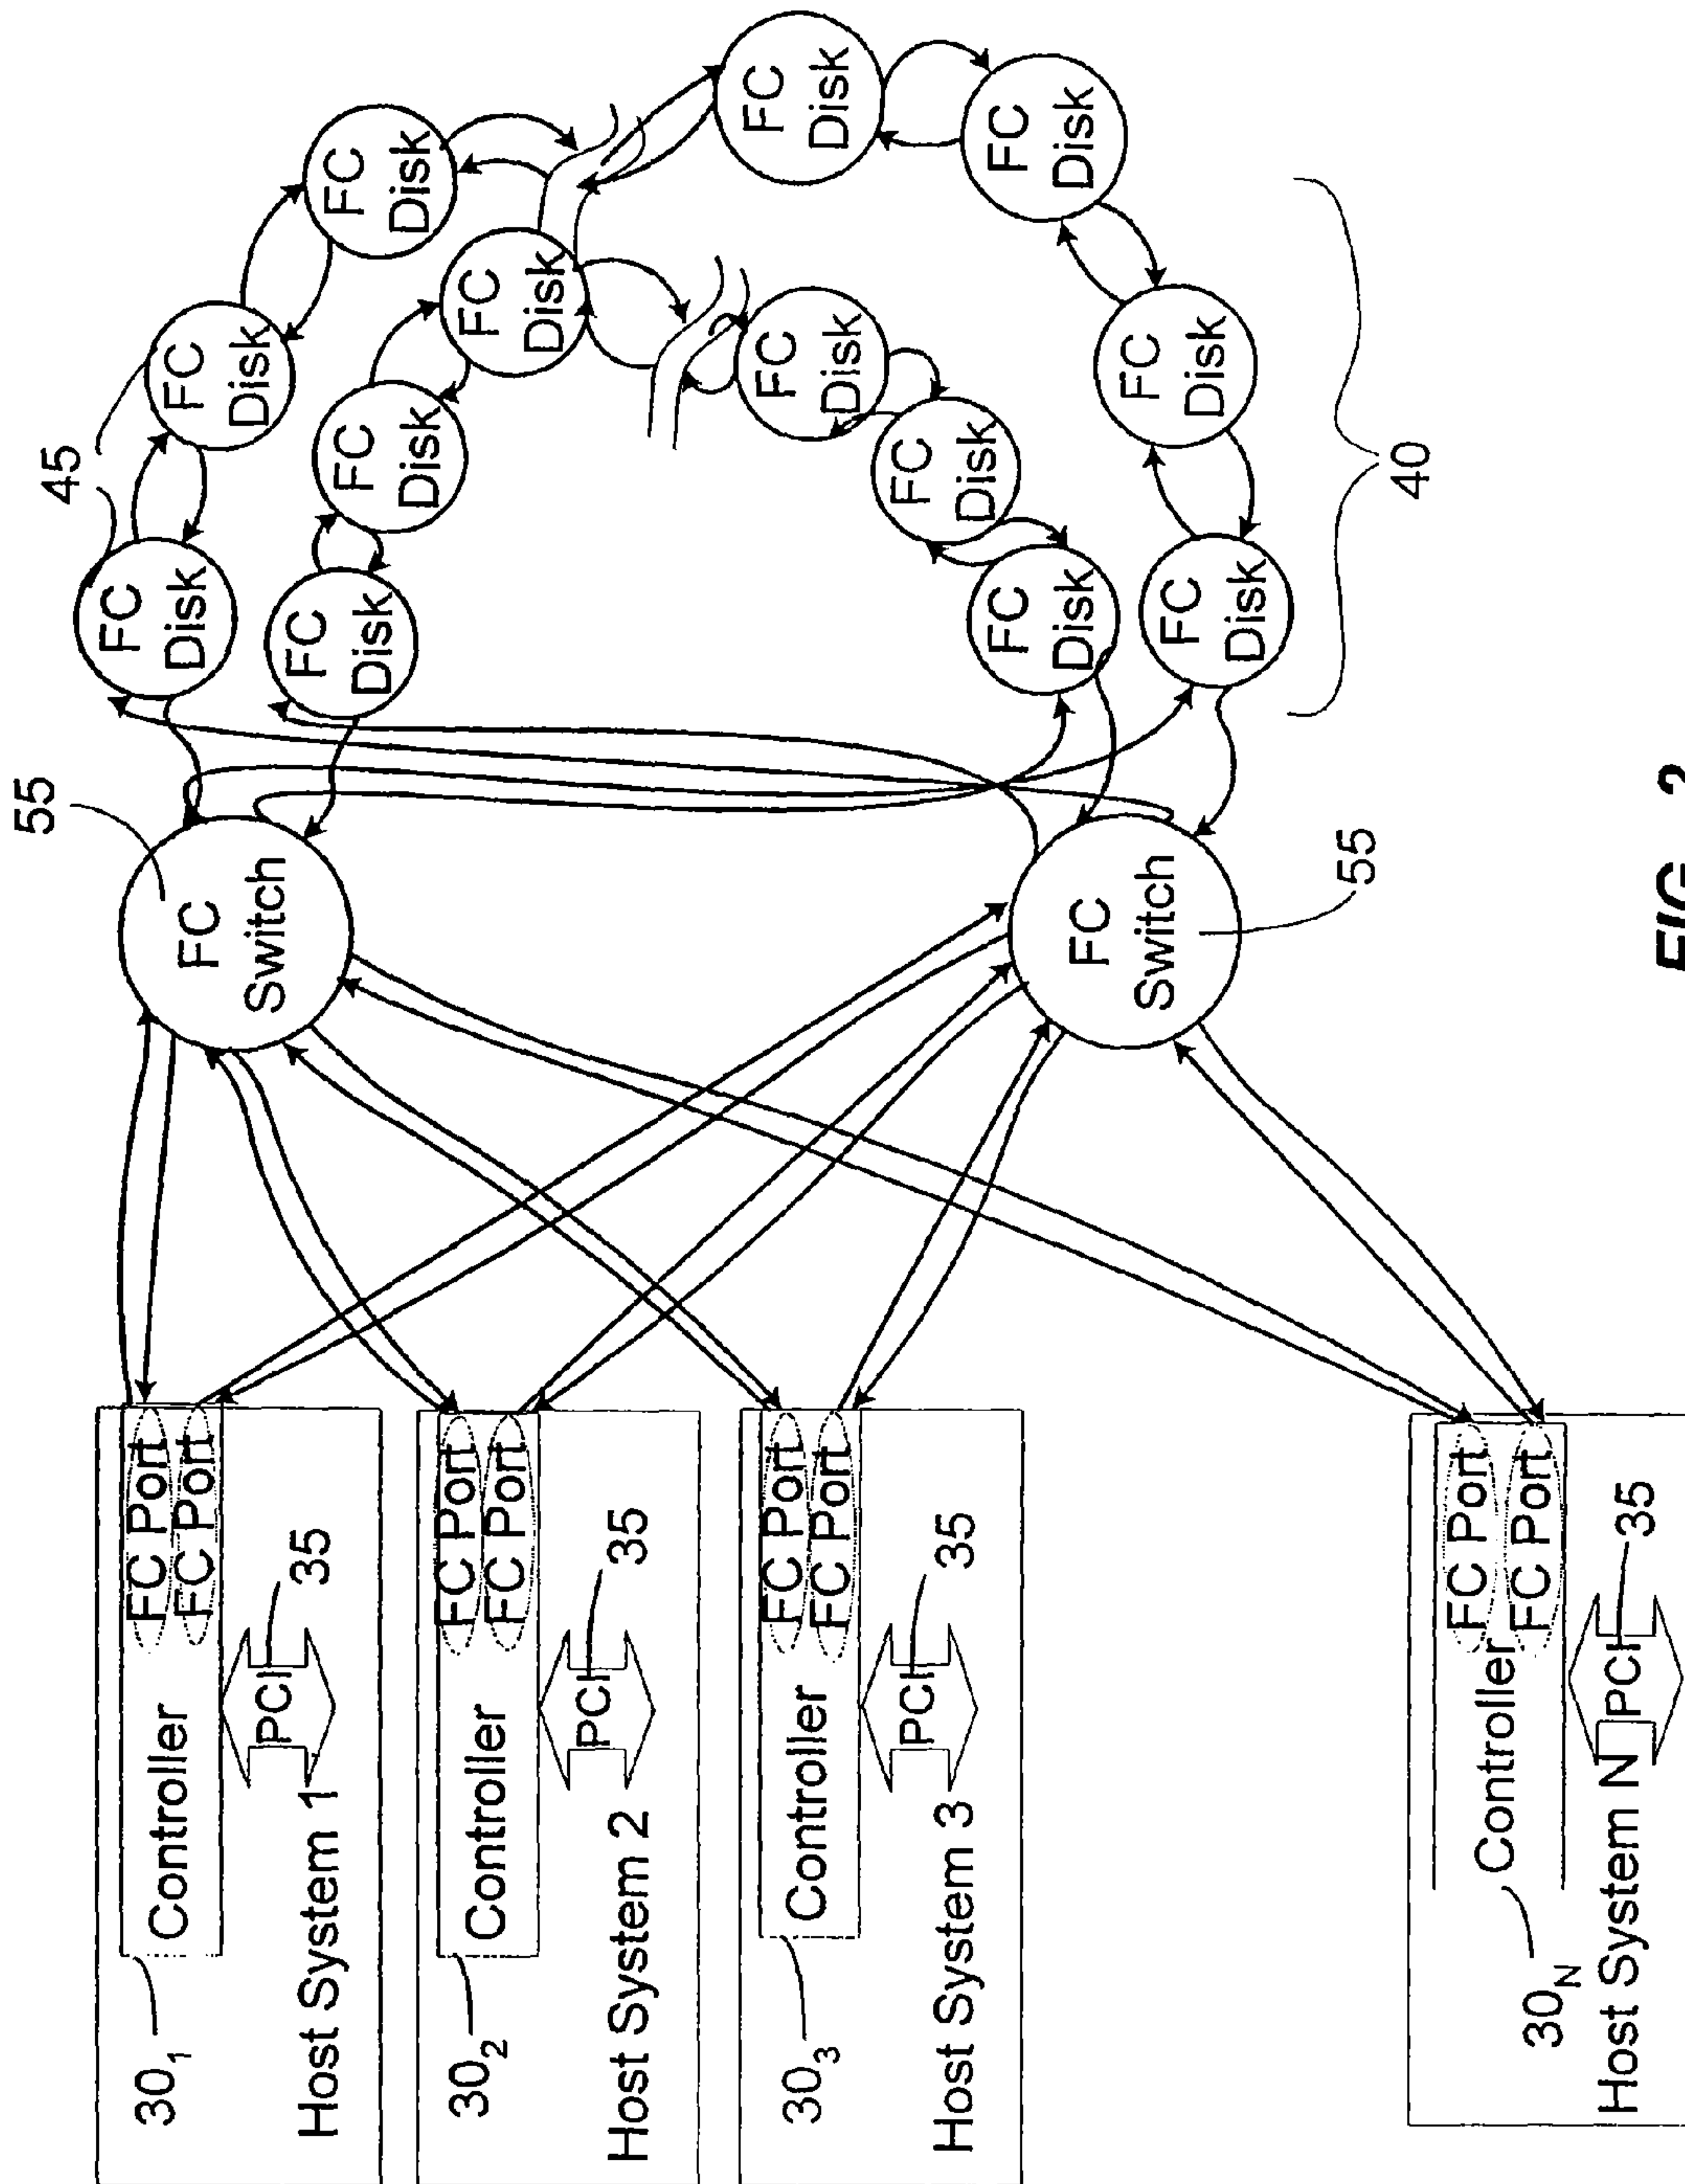 30₁
Controller
FC Port
FC Port
PCI
35
Host System 1
30₂
Controller
FC Port
FC Port
PCI
35
Host System 2
30₃
Controller
FC Port
FC Port
PCI
35
Host System 3
30N
Controller
FC Port
FC Port
PCI
35
Host System N
55
FC
Switch
FC
Switch
55
45
FC
Disk
FC
Disk
FC
Disk
FC
Disk
FC
Disk
FC
Disk
FC
Disk
FC
Disk
FC
Disk
FC
Disk
FC
Disk
FC
Disk
FC
Disk
40
FIG. 2